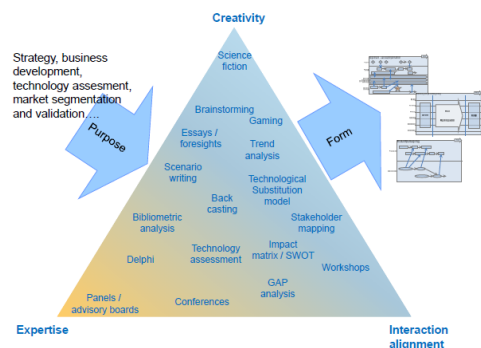 Creativity
Strategy, business
development,
technology assesment,
market segmentation
and validation....
Purpose
Form
Science
fiction
Brainstorming
Gaming
Essays /
foresights
Trend
analysis
Scenario
writing
Technological
Substitution
model
Back
casting
Bibliometric
analysis
Stakeholder
mapping
Delphi
Technology
assessment
Impact
matrix / SWOT
Workshops
GAP
analysis
Panels /
advisory boards
Conferences
Expertise
Interaction
alignment